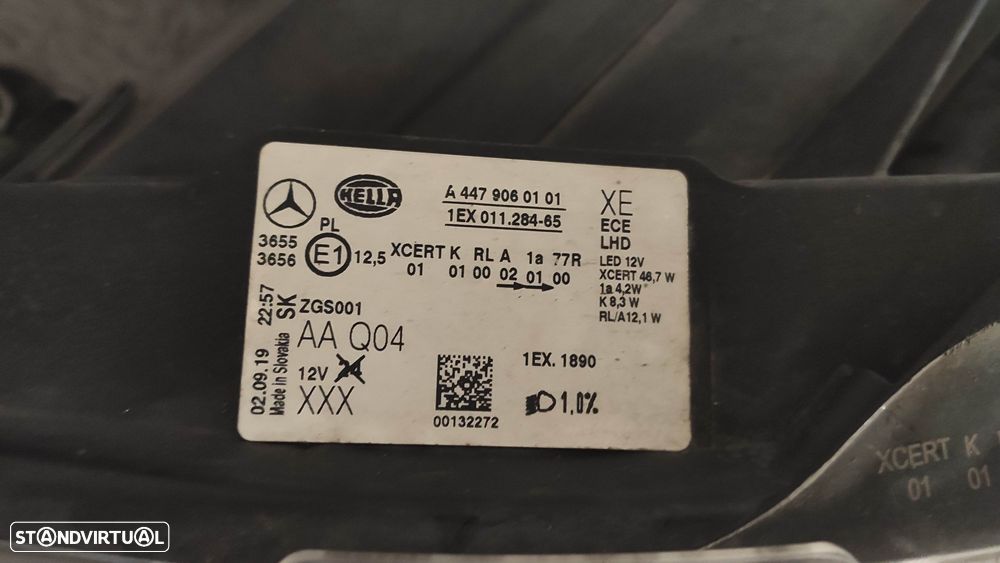 HELLA
A 447 906 01 01
1EX 011.284-65
XE
ECE
LHD
LED 12V
XCERT 46,7 W
1a 4,2W
K 8,3 W
RL/A12,1 W
PL
3655
3656
E1
12,5
XCERT K RL A 1a 77R
01 01 00 02 01 00
02.09.19 22:57
Made in Slovakia SK
ZGS001
AA Q04
12V 24
XXX
00132272
1EX. 1890
1,0%
XCERT K
01 01
STANDVIRTUAL